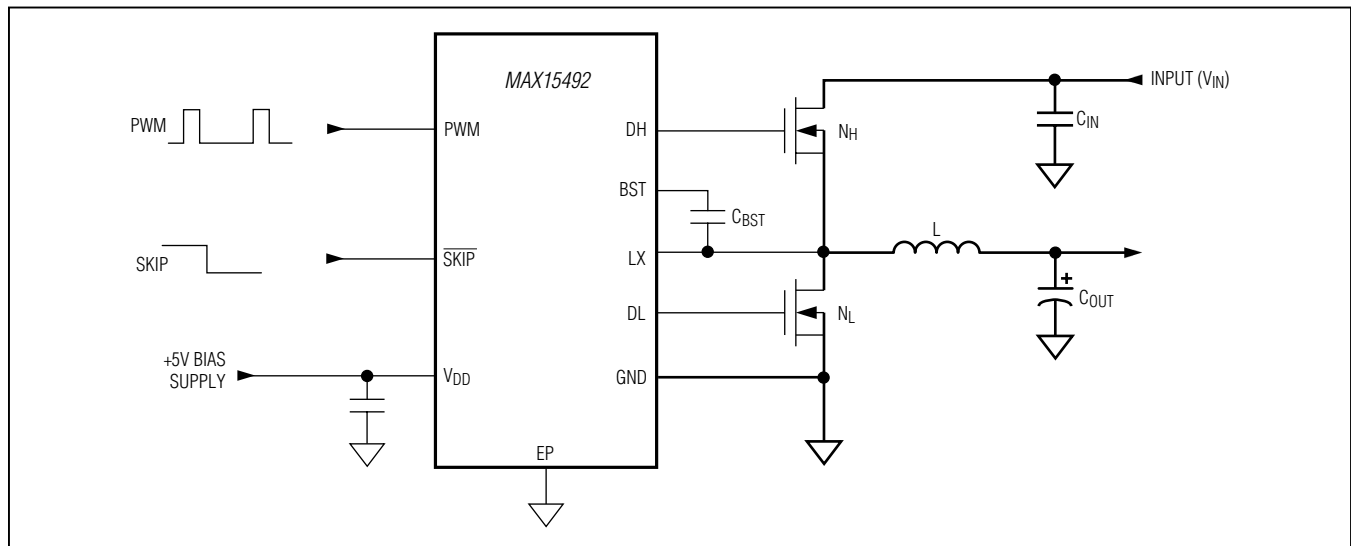 MAX15492
INPUT (VIN)
PWM
PWM
DH
NH
CIN
BST
CBST
L
SKIP
SKIP
LX
DL
NL
COUT
+
+5V BIAS
SUPPLY
VDD
GND
EP